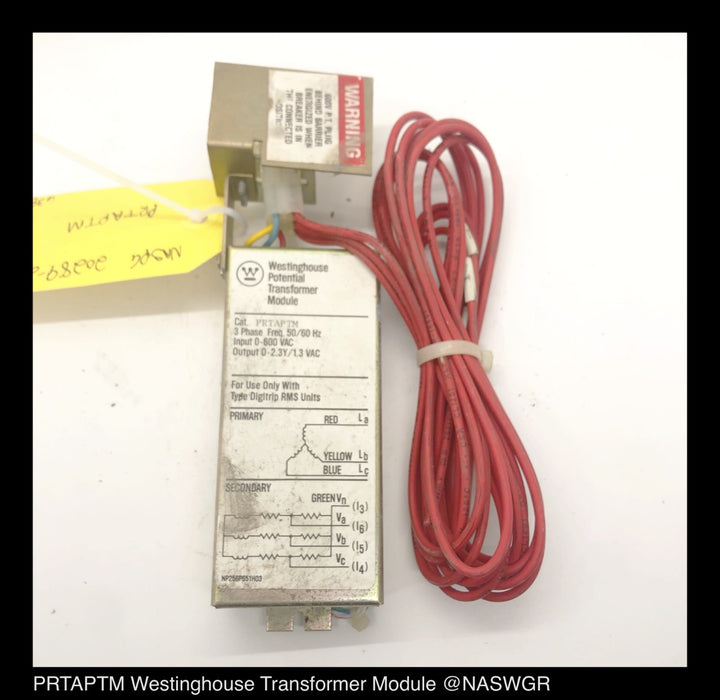 WARNING
600V P.T. PLUG
BEHIND BARRIER
ENERGIZED WHEN
BREAKER IS IN
THE CONNECTED
PRTAPTM
NASPG 20289-
Westinghouse
Potential
Transformer
Module
Cat. PRTAPTM
3 Phase Freq. 50/60 Hz
Input 0-600 VAC
Output 0-2.3Y/1.3 VAC
For Use Only With
Type Digitrip RMS Units
PRIMARY
RED La
YELLOW Lb
BLUE Lc
SECONDARY
GREEN Vn (I3)
Va (I6)
Vb (I5)
Vc (I4)
NP256P651H03
PRTAPTM Westinghouse Transformer Module @NASWGR